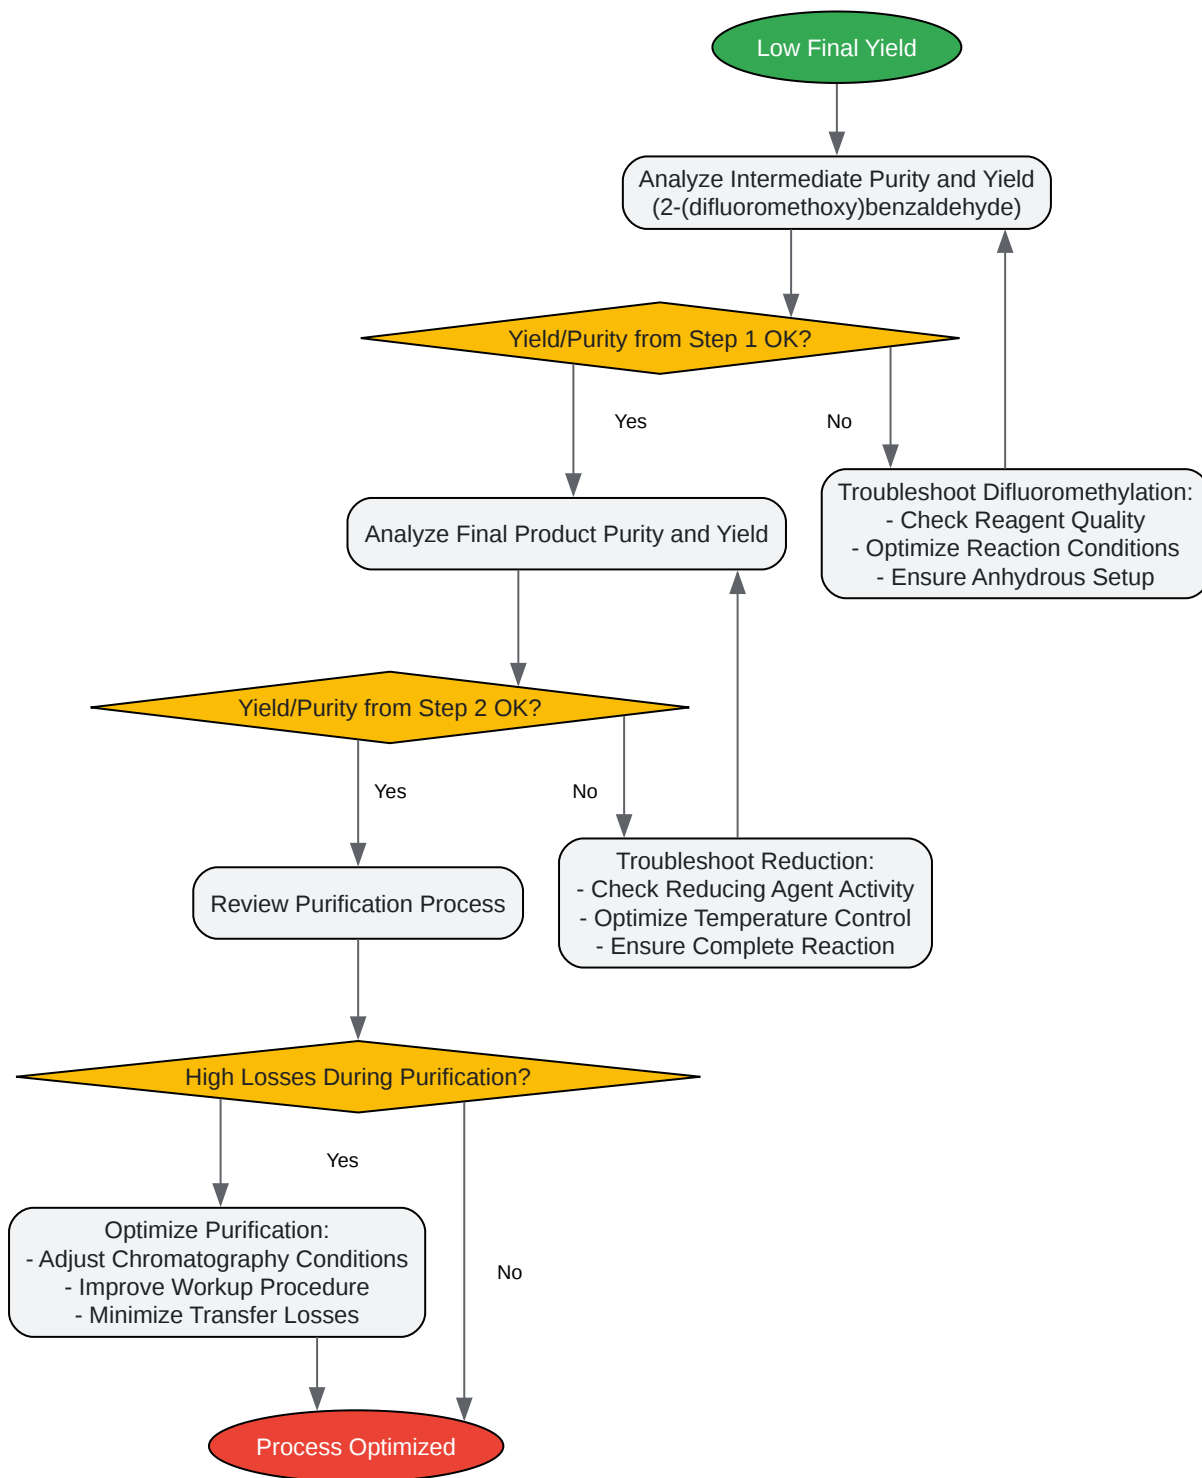 Low Final Yield
Analyze Intermediate Purity and Yield
(2-(difluoromethoxy)benzaldehyde)
Yield/Purity from Step 1 OK?
Yes
No
Troubleshoot Difluoromethylation:
- Check Reagent Quality
- Optimize Reaction Conditions
- Ensure Anhydrous Setup
Analyze Final Product Purity and Yield
Yield/Purity from Step 2 OK?
Yes
No
Troubleshoot Reduction:
- Check Reducing Agent Activity
- Optimize Temperature Control
- Ensure Complete Reaction
Review Purification Process
High Losses During Purification?
Yes
Optimize Purification:
- Adjust Chromatography Conditions
- Improve Workup Procedure
- Minimize Transfer Losses
No
Process Optimized